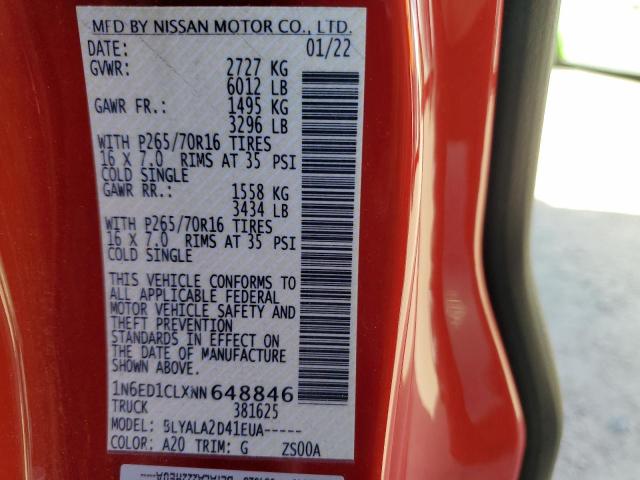 MFD BY NISSAN MOTOR CO., LTD.
DATE: 01/22
GVWR: 2727 KG
6012 LB
GAWR FR.: 1495 KG
3296 LB
WITH P265/70R16 TIRES
16 X 7.0 RIMS AT 35 PSI
COLD SINGLE
GAWR RR.: 1558 KG
3434 LB
WITH P265/70R16 TIRES
16 X 7.0 RIMS AT 35 PSI
COLD SINGLE
THIS VEHICLE CONFORMS TO
ALL APPLICABLE FEDERAL
MOTOR VEHICLE SAFETY AND
THEFT PREVENTION
STANDARDS IN EFFECT ON
THE DATE OF MANUFACTURE
SHOWN ABOVE.
1N6ED1CLXNN648846
TRUCK 381625
MODEL: BLYALA2D41EUA-----
COLOR: A20 TRIM: G ZS00A